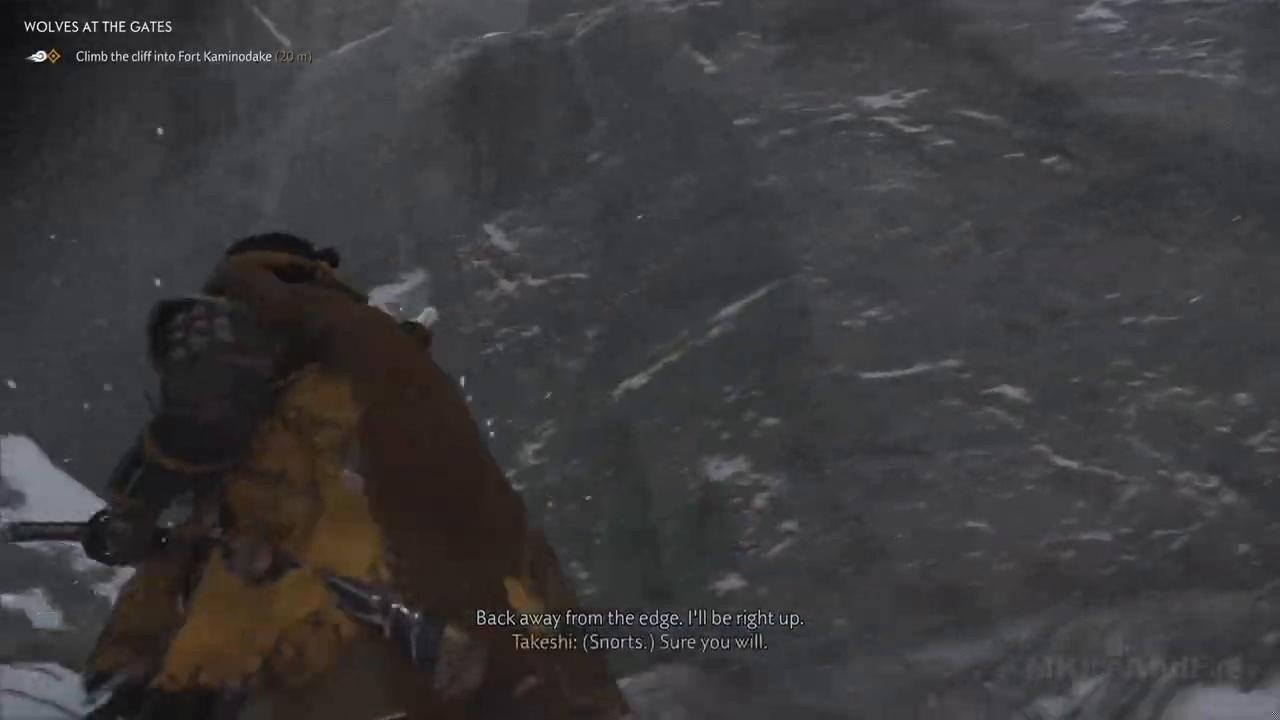 WOLVES AT THE GATES
Climb the cliff into Fort Kaminodake (20 m)
Back away from the edge. I'll be right up.
Takeshi: (Snorts.) Sure you will.